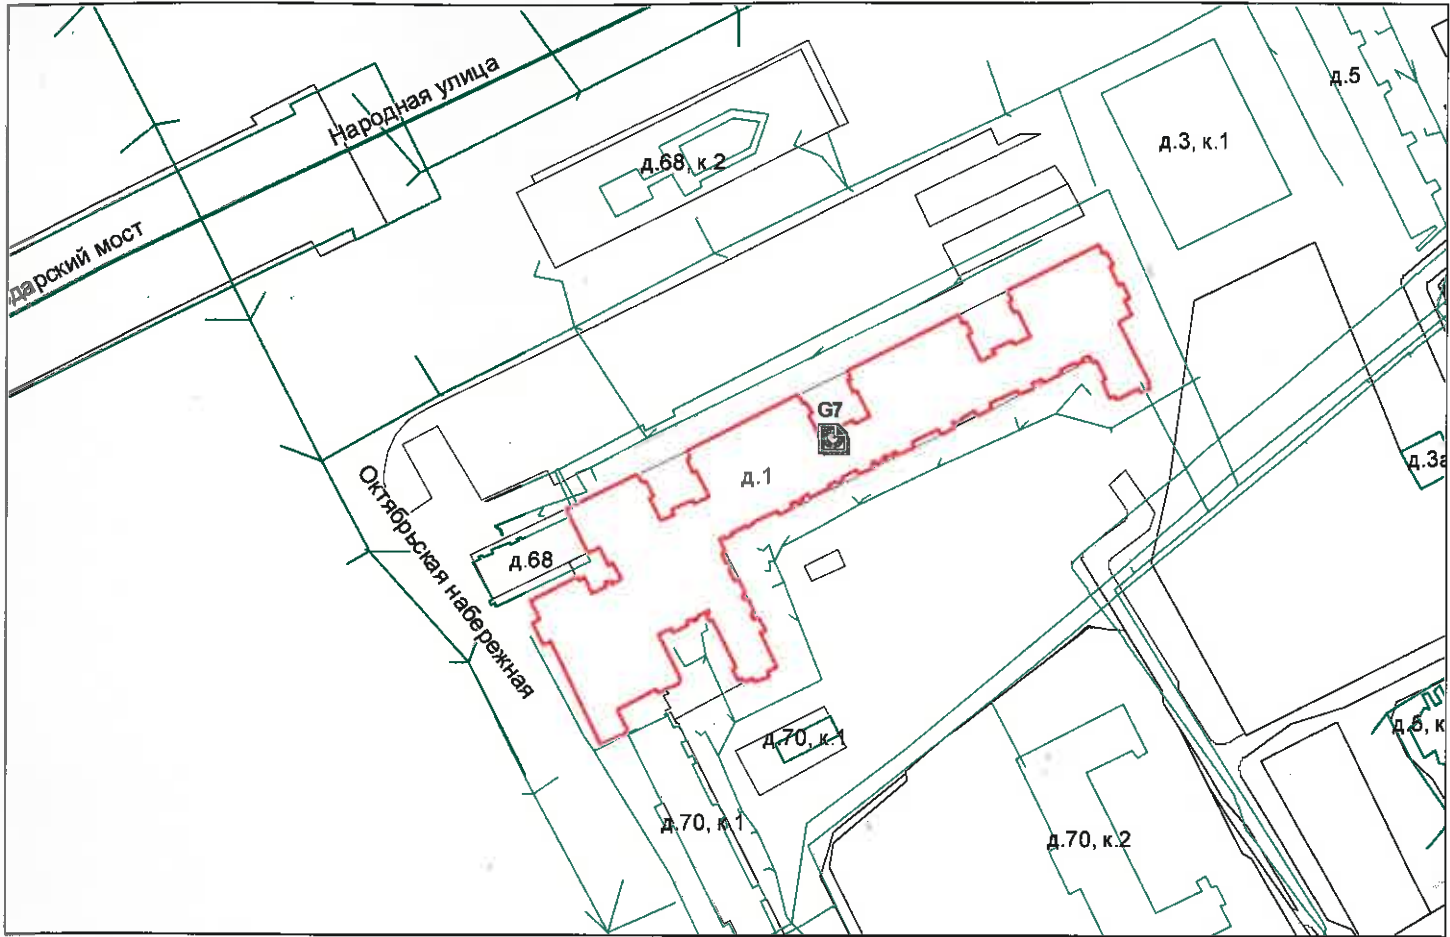 Народная улица
дарский мост
д.68, к.2
д.3, к.1
д.5
G7
д.1
д.3а
Октябрьская набережная
д.68
д.70, к.1
д.5, к
д.70, к.1
д.70, к.2